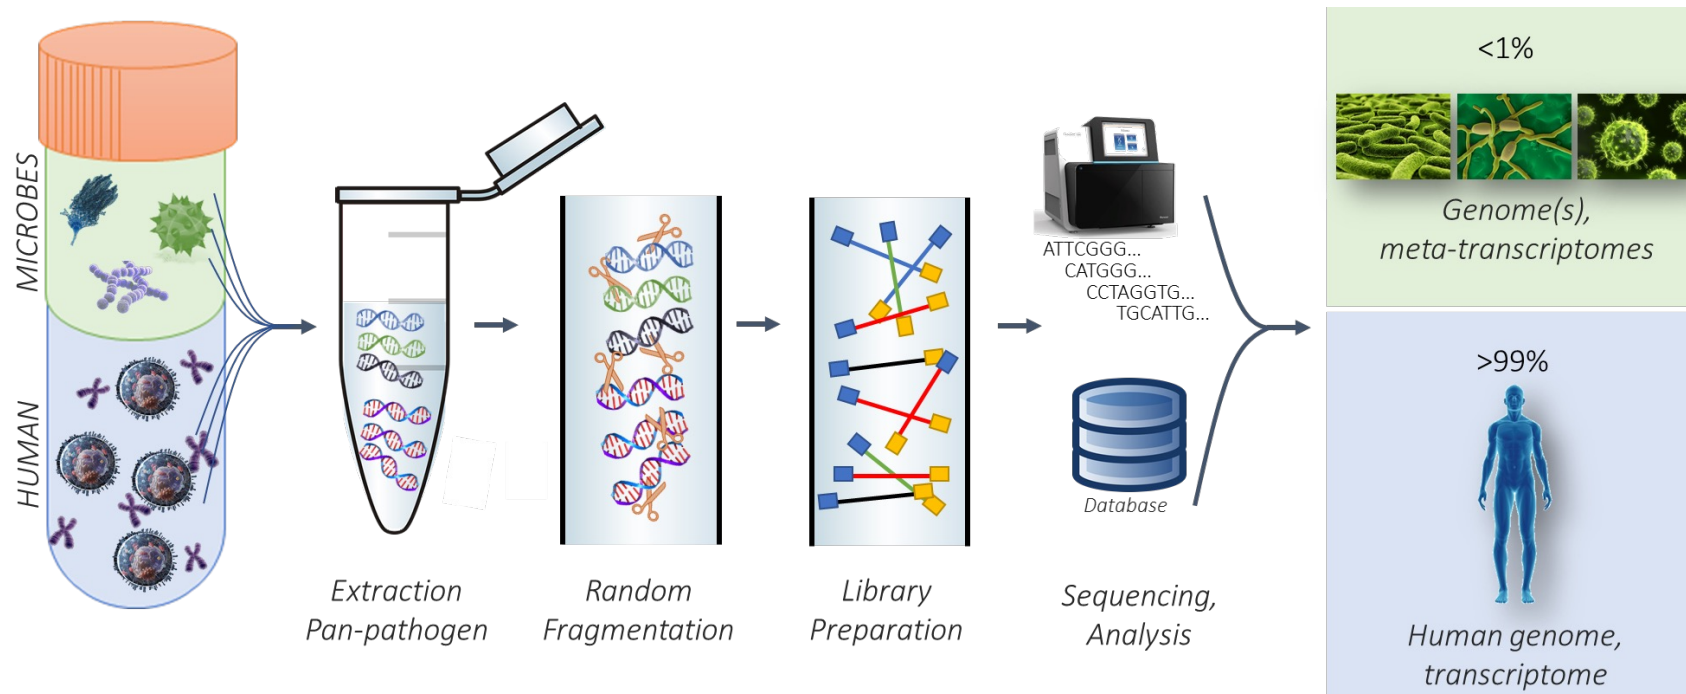 MICROBES
HUMAN
Extraction
Pan-pathogen
Random
Fragmentation
Library
Preparation
ATTCGGG...
CATGGG...
CCTAGGTG...
TGCATTG...
Database
Sequencing,
Analysis
<1%
Genome(s),
meta-transcriptomes
>99%
Human genome,
transcriptome